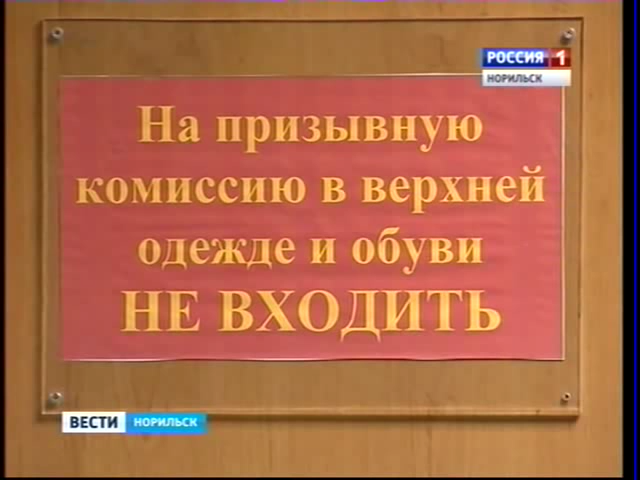 РОССИЯ 1
НОРИЛЬСК
На призывную
комиссию в верхней
одежде и обуви
НЕ ВХОДИТЬ
ВЕСТИ НОРИЛЬСК